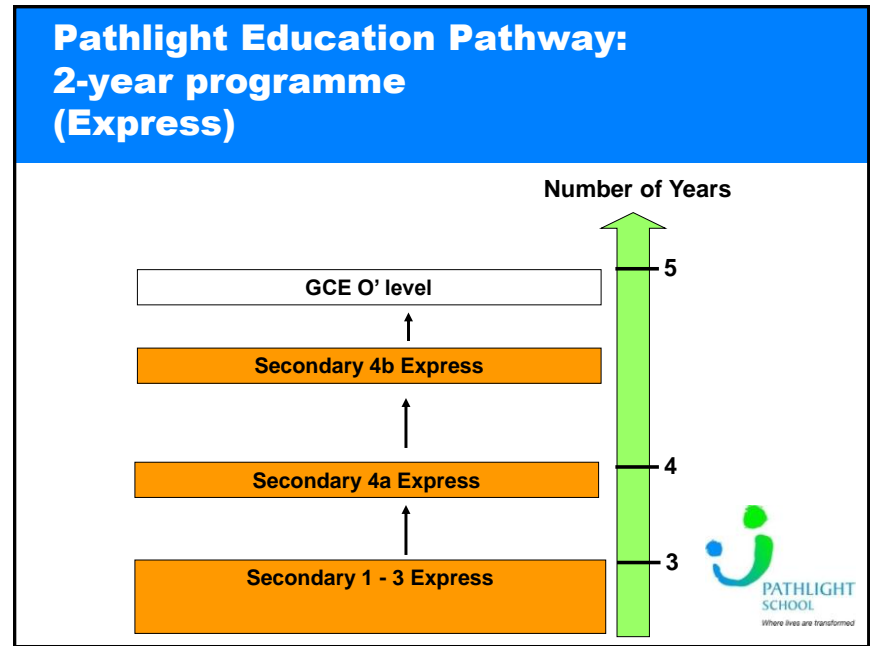 Pathlight Education Pathway:
2-year programme
(Express)
Number of Years
5
GCE O' level
Secondary 4b Express
4
Secondary 4a Express
3
Secondary 1 - 3 Express
PATHLIGHT
SCHOOL
Where lives are transformed